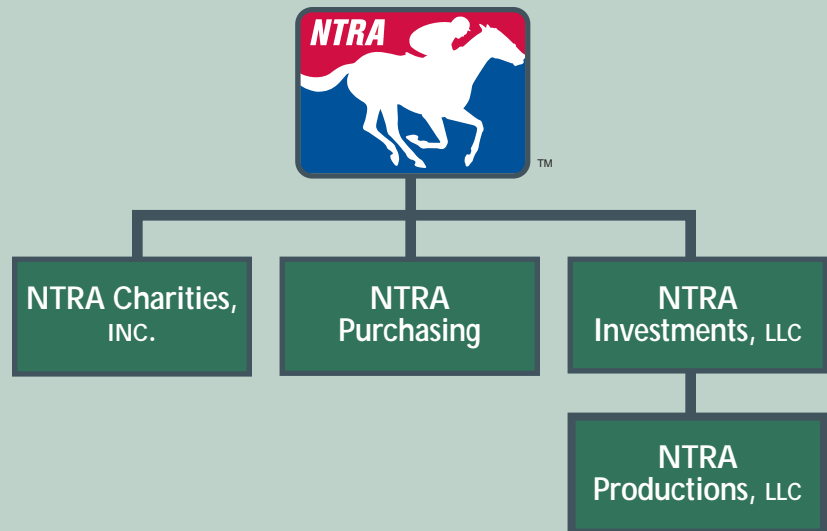 NTRA
TM
NTRA Charities,
INC.
NTRA
Purchasing
NTRA
Investments, LLC
NTRA
Productions, LLC